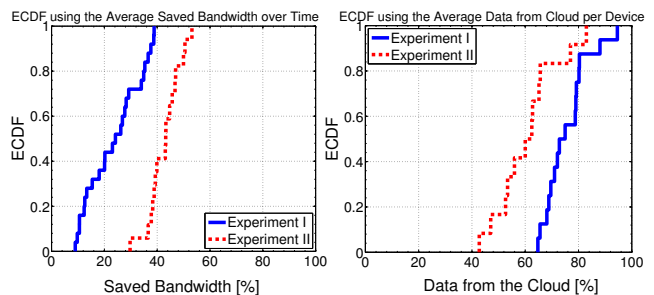 ECDF using the Average Saved Bandwidth over Time
1
0.8
0.6
0.4
0.2
0
ECDF
Experiment I
Experiment II
0 20 40 60 80 100
Saved Bandwidth [%]
ECDF using the Average Data from Cloud per Device
1
0.8
0.6
0.4
0.2
0
ECDF
Experiment I
Experiment II
0 20 40 60 80 100
Data from the Cloud [%]